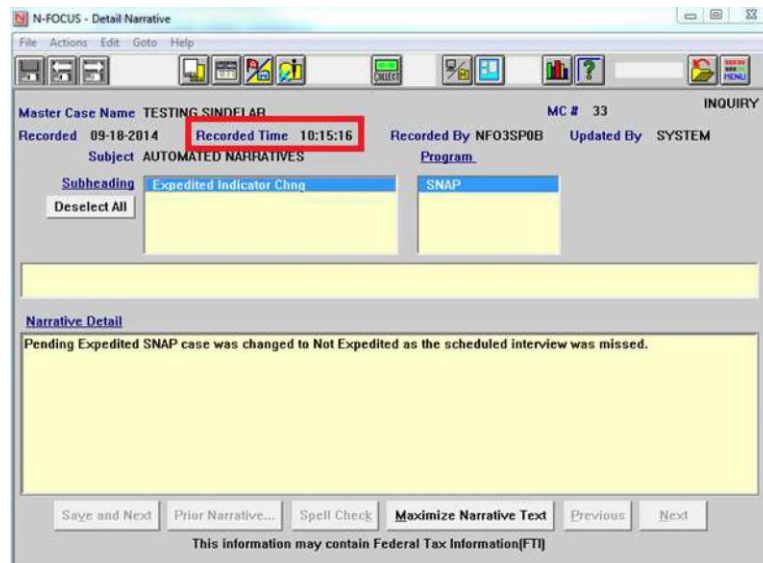 N-FOCUS - Detail Narrative
File Actions Edit Goto Help
COLLECT MENU
INQUIRY
Master Case Name TESTING SINDELAR MC # 33
Recorded 09-18-2014 Recorded Time 10:15:16 Recorded By NFO3SP0B Updated By SYSTEM
Subject AUTOMATED NARRATIVES Program
Subheading Expedited Indicator Chng SNAP
Deselect All
Narrative Detail
Pending Expedited SNAP case was changed to Not Expedited as the scheduled interview was missed.
Save and Next Prior Narrative... Spell Check Maximize Narrative Text Previous Next
This information may contain Federal Tax Information(FTI)